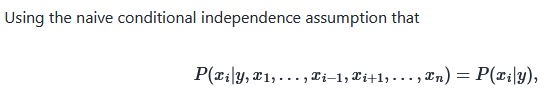 Using the naive conditional independence assumption that
P(xᵢ|y, x₁, . . . , xᵢ₋₁, xᵢ₊₁, . . . , xₙ) = P(xᵢ|y),